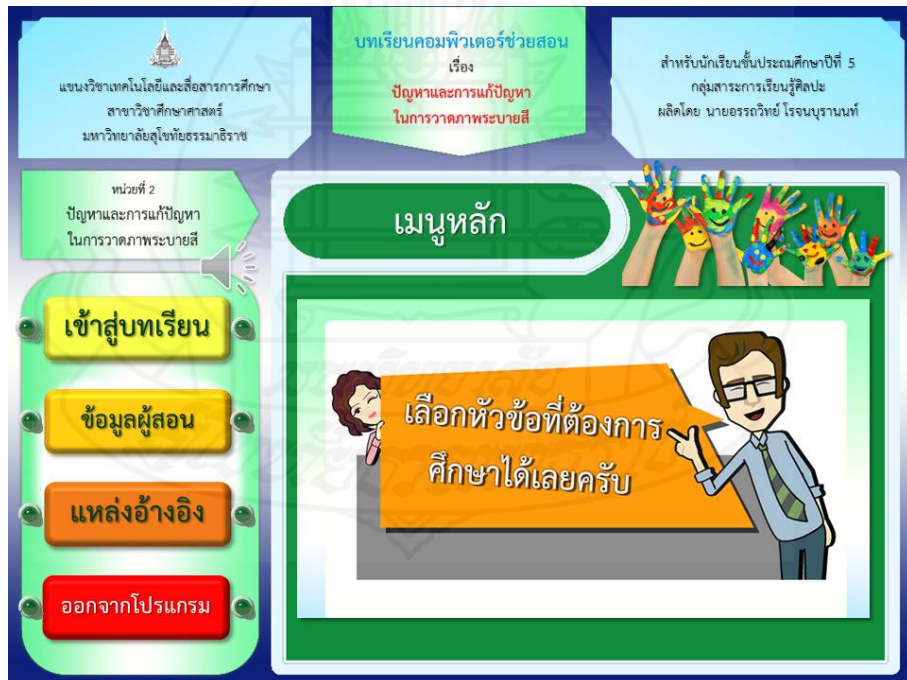 แขนงวิชาเทคโนโลยีและสื่อสารการศึกษา
สาขาวิชาศึกษาศาสตร์
มหาวิทยาลัยสุโขทัยธรรมาธิราช
บทเรียนคอมพิวเตอร์ช่วยสอน
เรื่อง
ปัญหาและการแก้ปัญหา
ในการวาดภาพระบายสี
สำหรับนักเรียนชั้นประถมศึกษาปีที่ 5
กลุ่มสาระการเรียนรู้ศิลปะ
ผลิตโดย นายอรรถวิทย์ โรจนบุรานนท์
หน่วยที่ 2
ปัญหาและการแก้ปัญหา
ในการวาดภาพระบายสี
เมนูหลัก
เข้าสู่บทเรียน
ข้อมูลผู้สอน
แหล่งอ้างอิง
ออกจากโปรแกรม
เลือกหัวข้อที่ต้องการ
ศึกษาได้เลยครับ